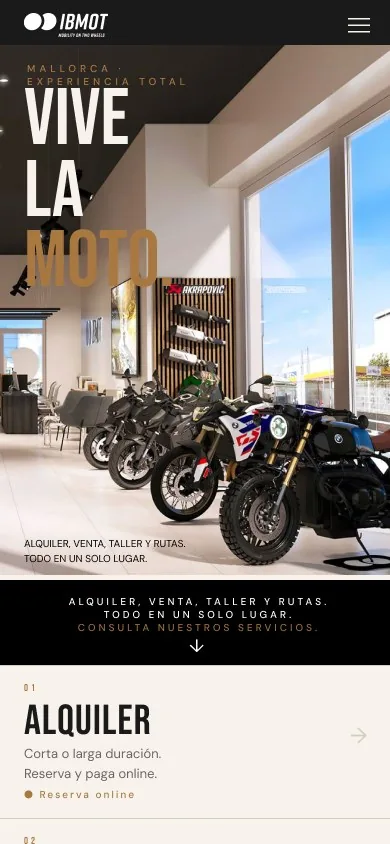 IBMOT
MOBILITY ON TWO WHEELS
MALLORCA ·
EXPERIENCIA TOTAL
VIVE
LA
MOTO
AKRAPOVIČ
GS
ALQUILER, VENTA, TALLER Y RUTAS.
TODO EN UN SOLO LUGAR.
ALQUILER, VENTA, TALLER Y RUTAS.
TODO EN UN SOLO LUGAR.
CONSULTA NUESTROS SERVICIOS.
01
ALQUILER
Corta o larga duración.
Reserva y paga online.
Reserva online
02